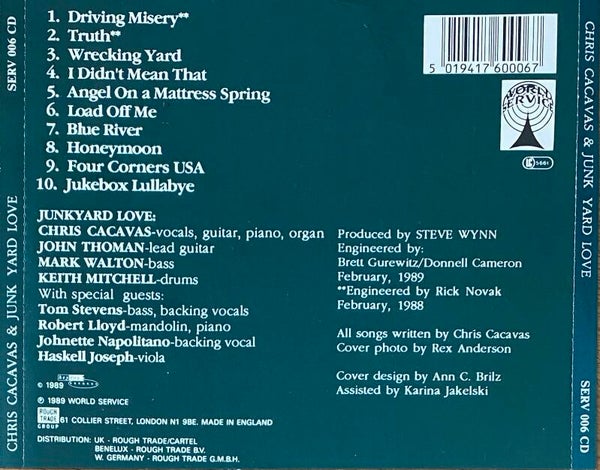 SERV 006 CD
CHRIS CACAVAS & JUNK YARD LOVE
1. Driving Misery**
2. Truth**
3. Wrecking Yard
4. I Didn't Mean That
5. Angel On a Mattress Spring
6. Load Off Me
7. Blue River
8. Honeymoon
9. Four Corners USA
10. Jukebox Lullabye
5 019417 600067
WORLD SERVICE
LC 5661
JUNKYARD LOVE:
CHRIS CACAVAS-vocals, guitar, piano, organ
JOHN THOMAN-lead guitar
MARK WALTON-bass
KEITH MITCHELL-drums
With special guests:
Tom Stevens-bass, backing vocals
Robert Lloyd-mandolin, piano
Johnette Napolitano-backing vocal
Haskell Joseph-viola
Produced by STEVE WYNN
Engineered by:
Brett Gurewitz/Donnell Cameron
February, 1989
**Engineered by Rick Novak
February, 1988
All songs written by Chris Cacavas
Cover photo by Rex Anderson
Cover design by Ann C. Brilz
Assisted by Karina Jakelski
© 1989
℗ 1989 WORLD SERVICE
ROUGH
TRADE
GROUP
61 COLLIER STREET, LONDON N1 9BE. MADE IN ENGLAND
DISTRIBUTION: UK - ROUGH TRADE/CARTEL
BENELUX - ROUGH TRADE B.V.
W. GERMANY - ROUGH TRADE G.M.B.H.
CHRIS CACAVAS & JUNK YARD LOVE
SERV 006 CD